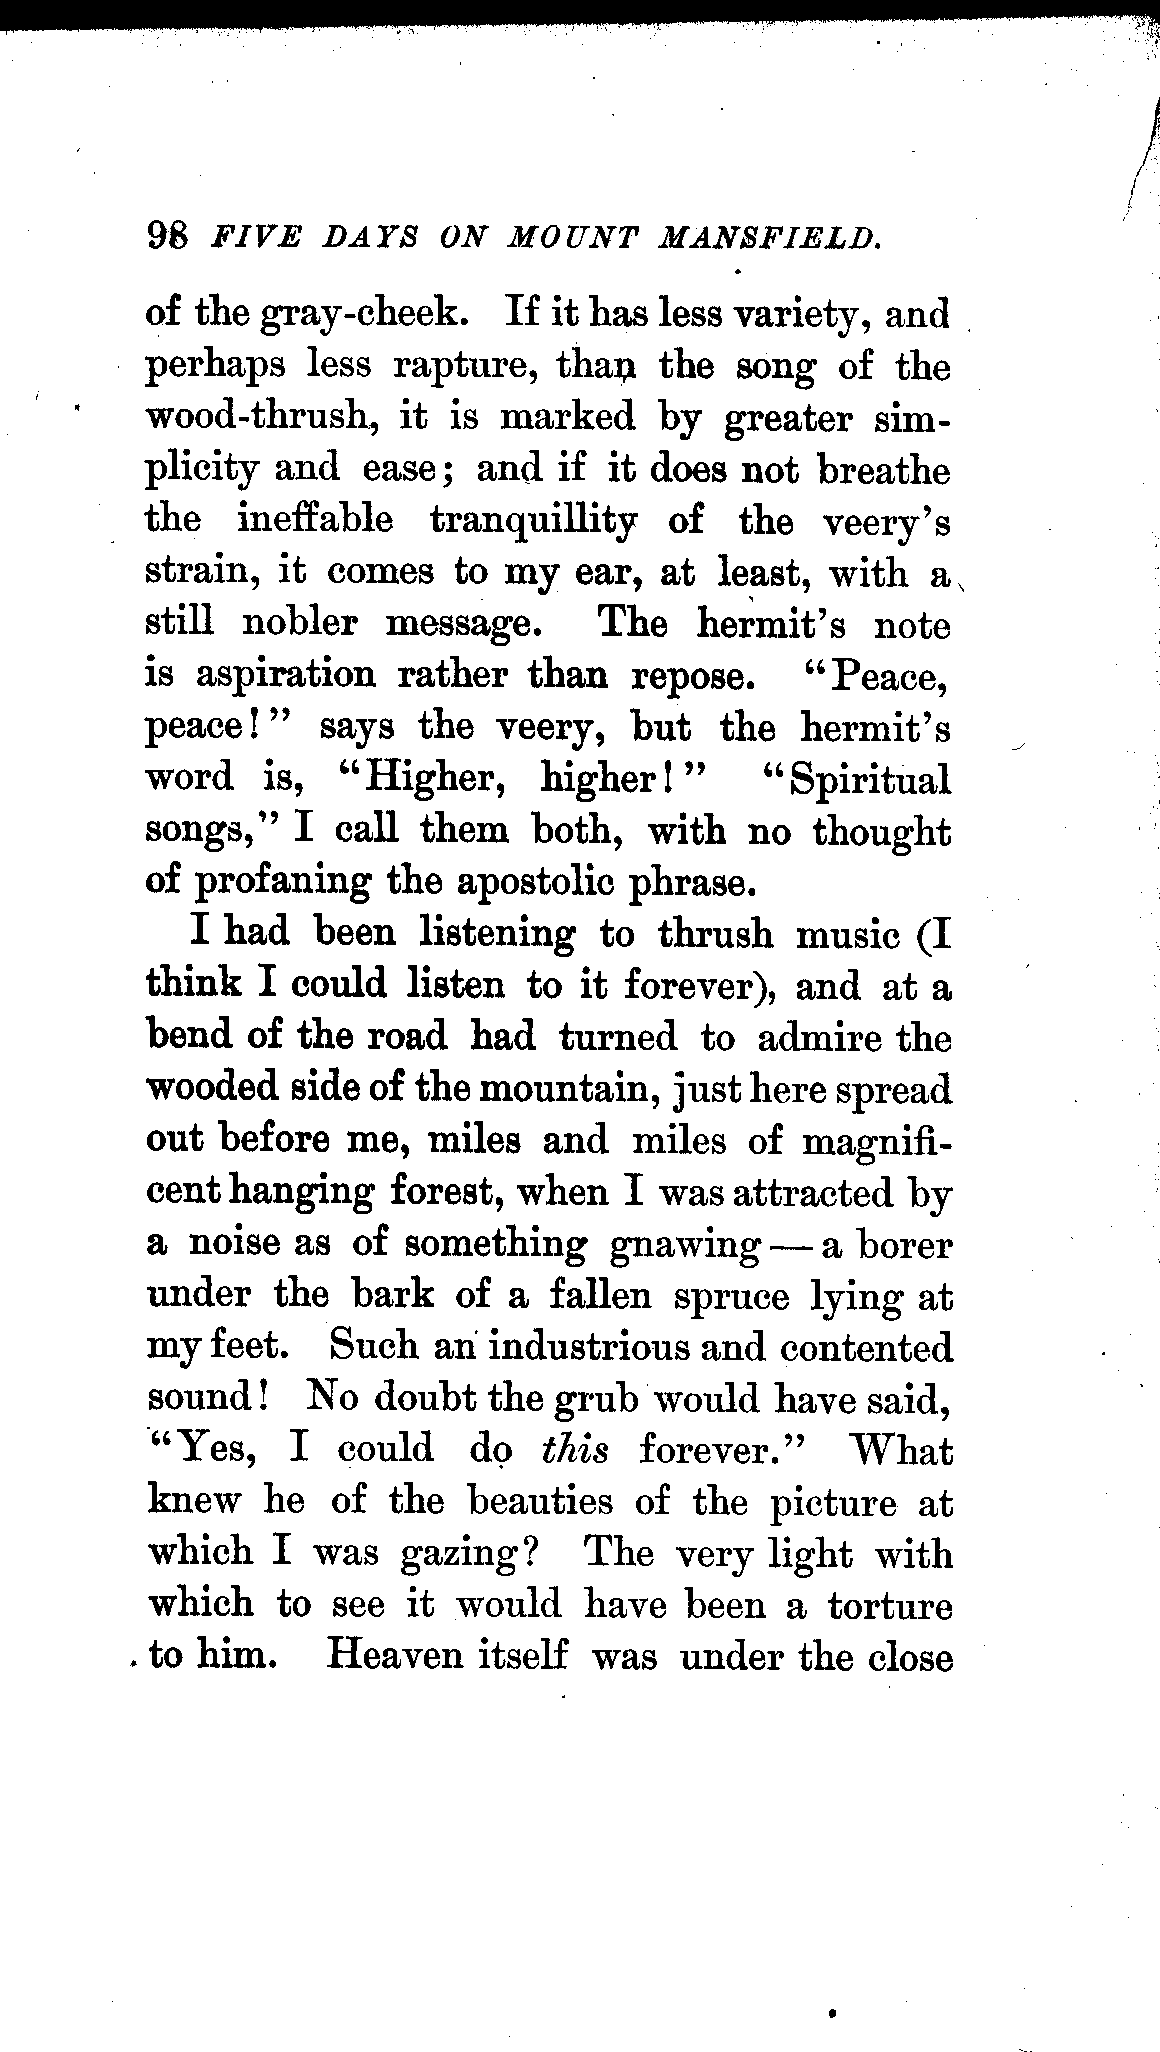 98 FIVE DAYS ON MOUNT MANSFIELD.
of the gray-cheek. If it has less variety, and
perhaps less rapture, than the song of the
wood-thrush, it is marked by greater sim-
plicity and ease; and if it does not breathe
the ineffable tranquillity of the veery's
strain, it comes to my ear, at least, with a
still nobler message. The hermit's note
is aspiration rather than repose. "Peace,
peace!" says the veery, but the hermit's
word is, "Higher, higher!" "Spiritual
songs," I call them both, with no thought
of profaning the apostolic phrase.
I had been listening to thrush music (I
think I could listen to it forever), and at a
bend of the road had turned to admire the
wooded side of the mountain, just here spread
out before me, miles and miles of magnifi-
cent hanging forest, when I was attracted by
a noise as of something gnawing — a borer
under the bark of a fallen spruce lying at
my feet. Such an industrious and contented
sound! No doubt the grub would have said,
"Yes, I could do this forever." What
knew he of the beauties of the picture at
which I was gazing? The very light with
which to see it would have been a torture
to him. Heaven itself was under the close